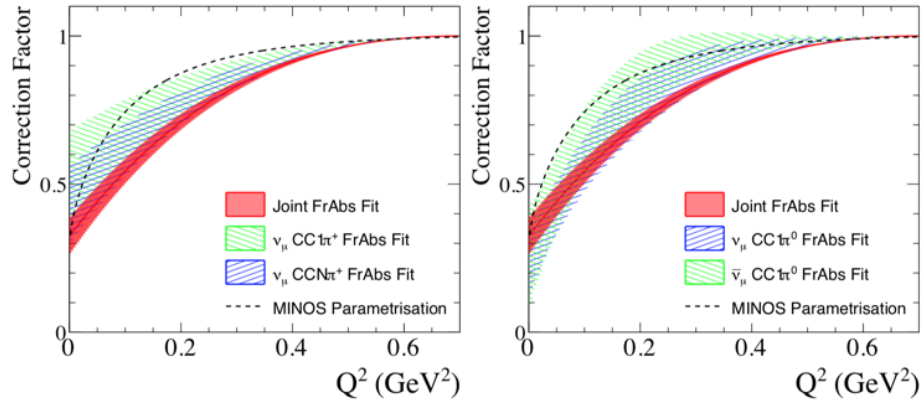 Correction Factor
1
0.5
0
Joint FrAbs Fit
νμ CC1π⁺ FrAbs Fit
νμ CCNπ⁺ FrAbs Fit
MINOS Parametrisation
0 0.2 0.4 0.6
Q² (GeV²)
Correction Factor
1
0.5
0
Joint FrAbs Fit
νμ CC1π⁰ FrAbs Fit
ν̄μ CC1π⁰ FrAbs Fit
MINOS Parametrisation
0 0.2 0.4 0.6
Q² (GeV²)